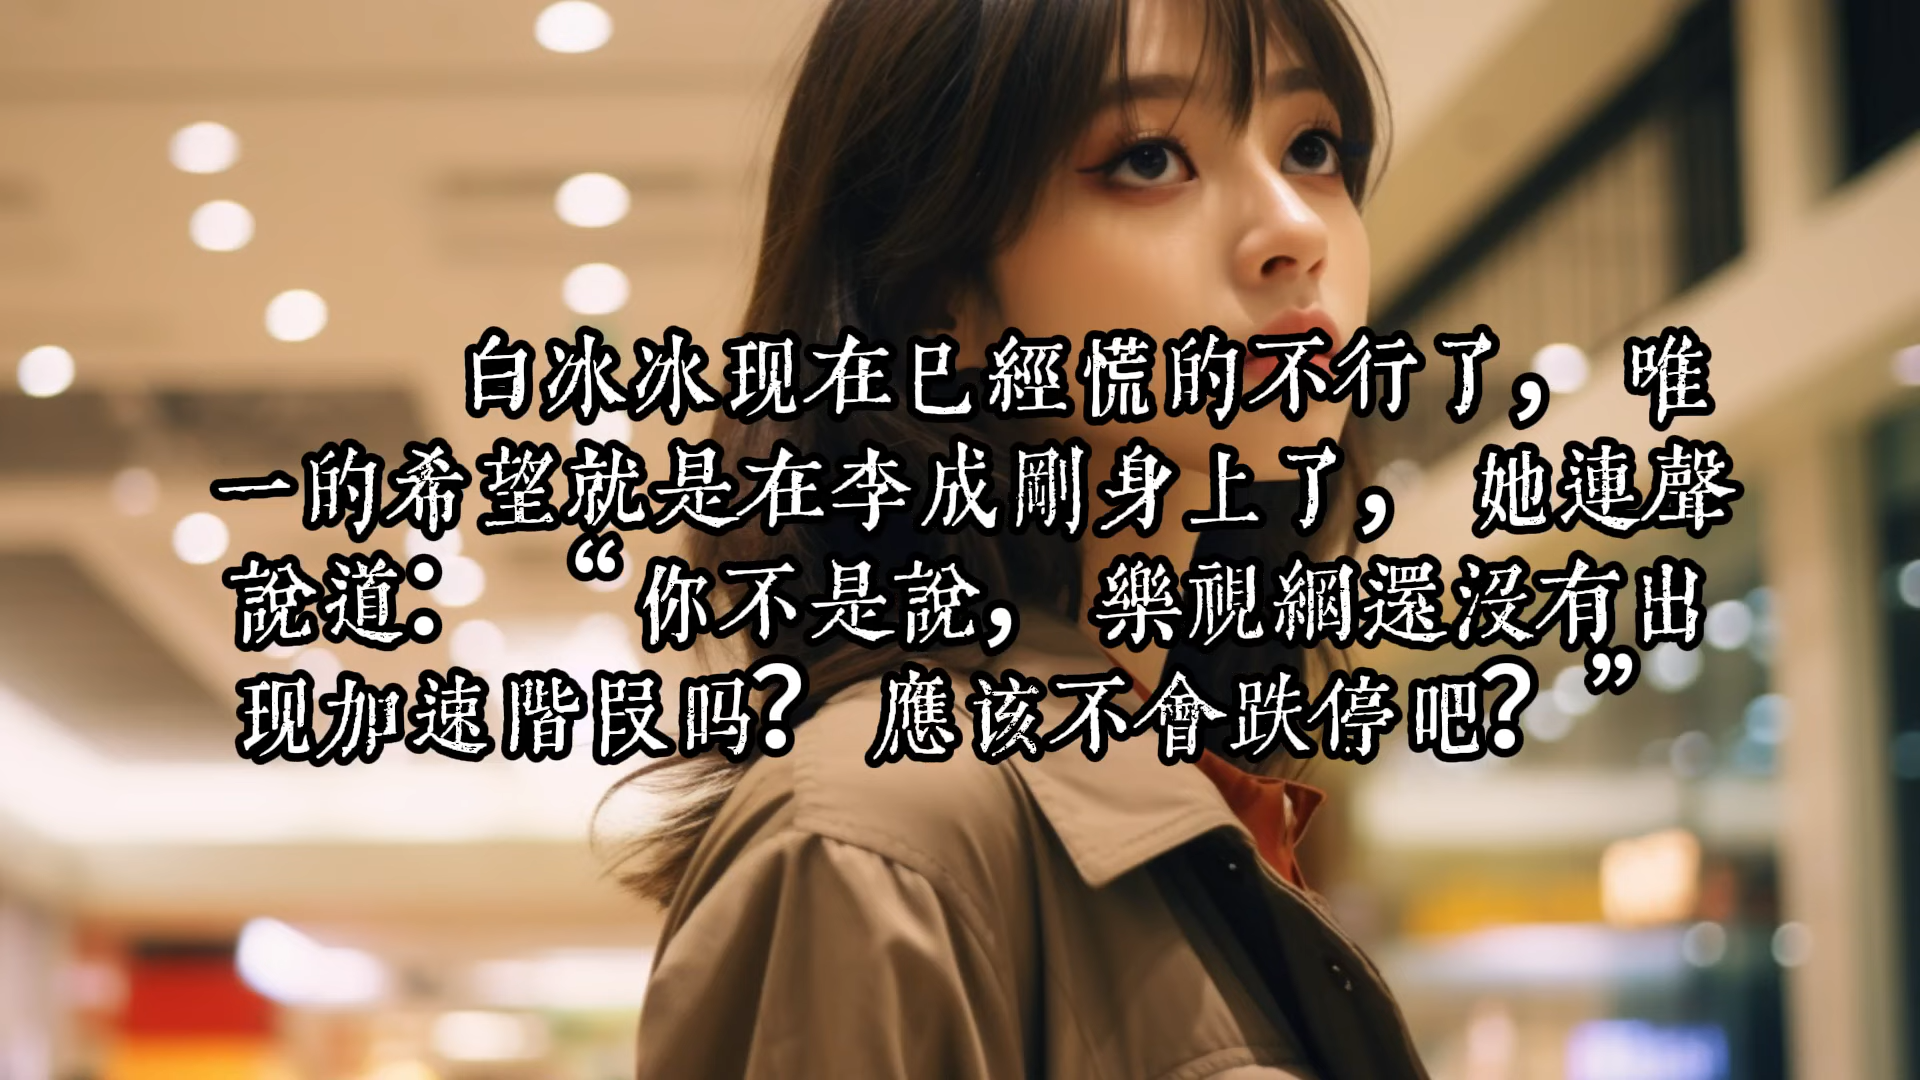 白冰冰现在已經慌的不行了，唯
一的希望就是在李成剛身上了，她連聲
說道：“你不是說，樂視網還沒有出
现加速階段吗？應该不會跌停吧？”